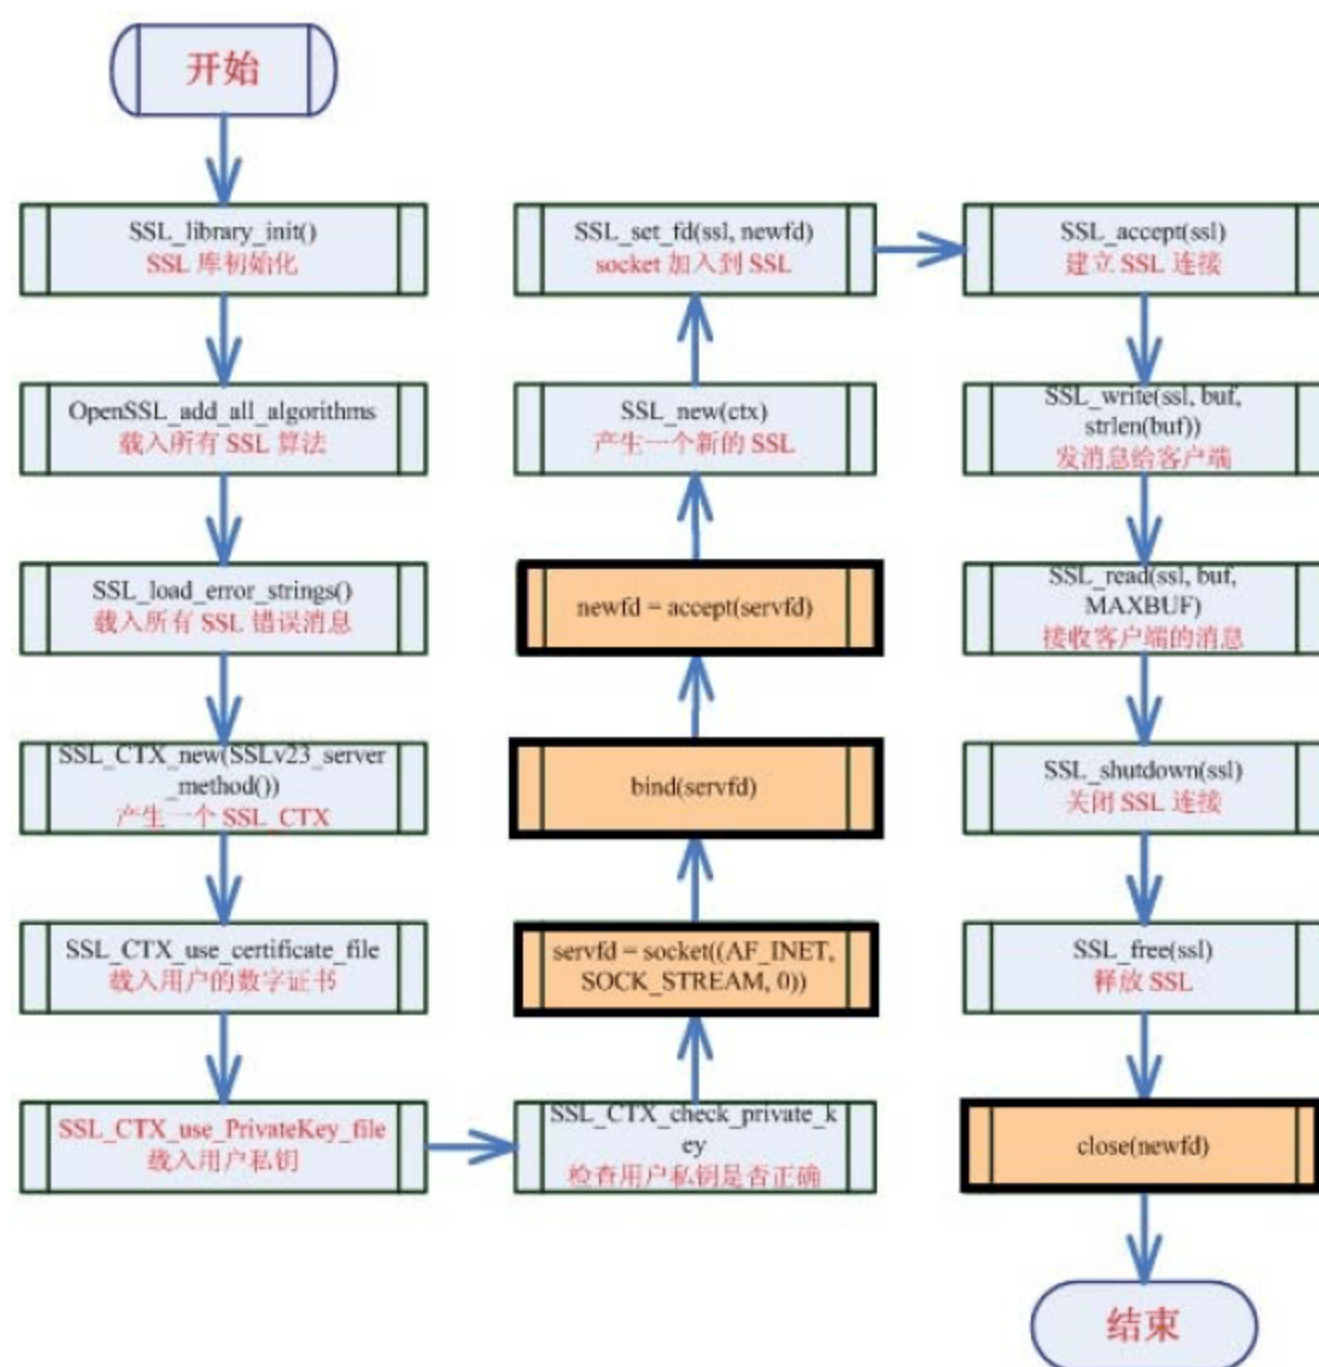 开始
SSL_library_init()
SSL 库初始化
OpenSSL_add_all_algorithms
载入所有 SSL 算法
SSL_load_error_strings()
载入所有 SSL 错误消息
SSL_CTX_new(SSLv23_server
_method())
产生一个 SSL_CTX
SSL_CTX_use_certificate_file
载入用户的数字证书
SSL_CTX_use_PrivateKey_file
载入用户私钥
SSL_CTX_check_private_k
ey
检查用户私钥是否正确
servfd = socket((AF_INET,
SOCK_STREAM, 0))
bind(servfd)
newfd = accept(servfd)
SSL_new(ctx)
产生一个新的 SSL
SSL_set_fd(ssl, newfd)
socket 加入到 SSL
SSL_accept(ssl)
建立 SSL 连接
SSL_write(ssl, buf,
strlen(buf))
发消息给客户端
SSL_read(ssl, buf,
MAXBUF)
接收客户端的消息
SSL_shutdown(ssl)
关闭 SSL 连接
SSL_free(ssl)
释放 SSL
close(newfd)
结束